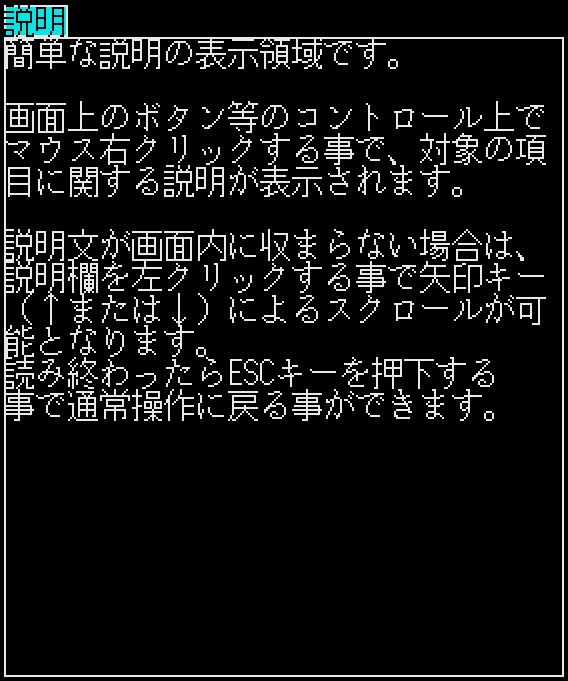 説明
簡単な説明の表示領域です。
画面上のボタン等のコントロール上で
マウス右クリックする事で、対象の項
目に関する説明が表示されます。
説明文が画面内に収まらない場合は、
説明欄を左クリックする事で矢印キー
（↑または↓）によるスクロールが可
能となります。
読み終わったらESCキーを押下する
事で通常操作に戻る事ができます。